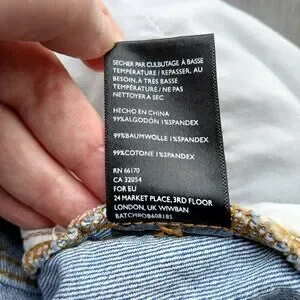 SECHER PAR CULBUTAGE À BASSE
TEMPÉRATURE / REPASSER, AU
BESOIN, À TRÈS BASSE
TEMPÉRATURE / NE PAS
NETTOYER À SEC
HECHO EN CHINA
99%ALGODÓN 1%SPANDEX
99%BAUMWOLLE 1%SPANDEX
99%COTONE 1%SPANDEX
RN 66170
CA 32054
FOR EU
24 MARKET PLACE, 3RD FLOOR
LONDON, UK WIWBAN